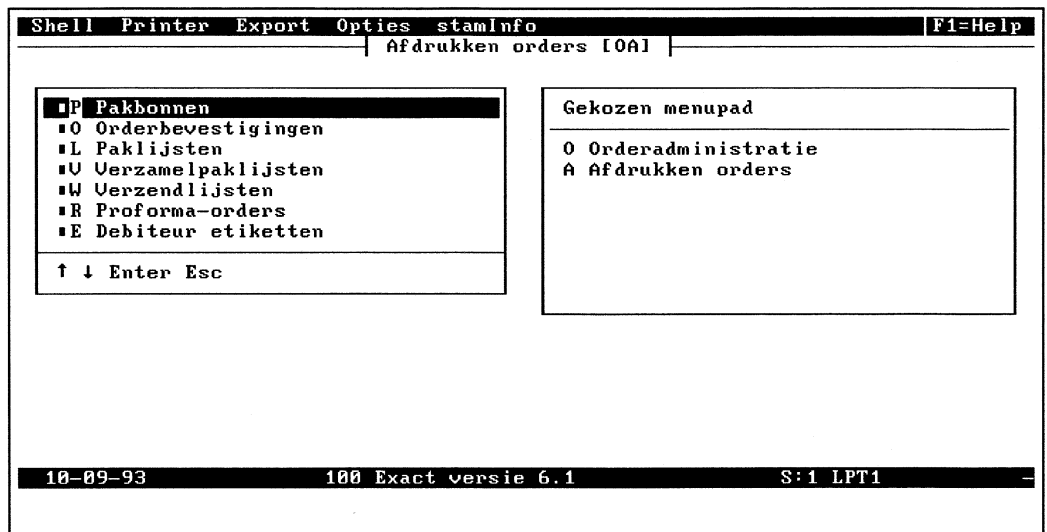 Shell Printer Export Opties stamInfo F1=Help
Afdrukken orders [OA]
P Pakbonnen
O Orderbevestigingen
L Paklijsten
V Verzamelpaklijsten
W Verzendlijsten
R Proforma-orders
E Debiteur etiketten
↑ ↓ Enter Esc
Gekozen menupad
O Orderadministratie
A Afdrukken orders
10-09-93 100 Exact versie 6.1 S:1 LPT1